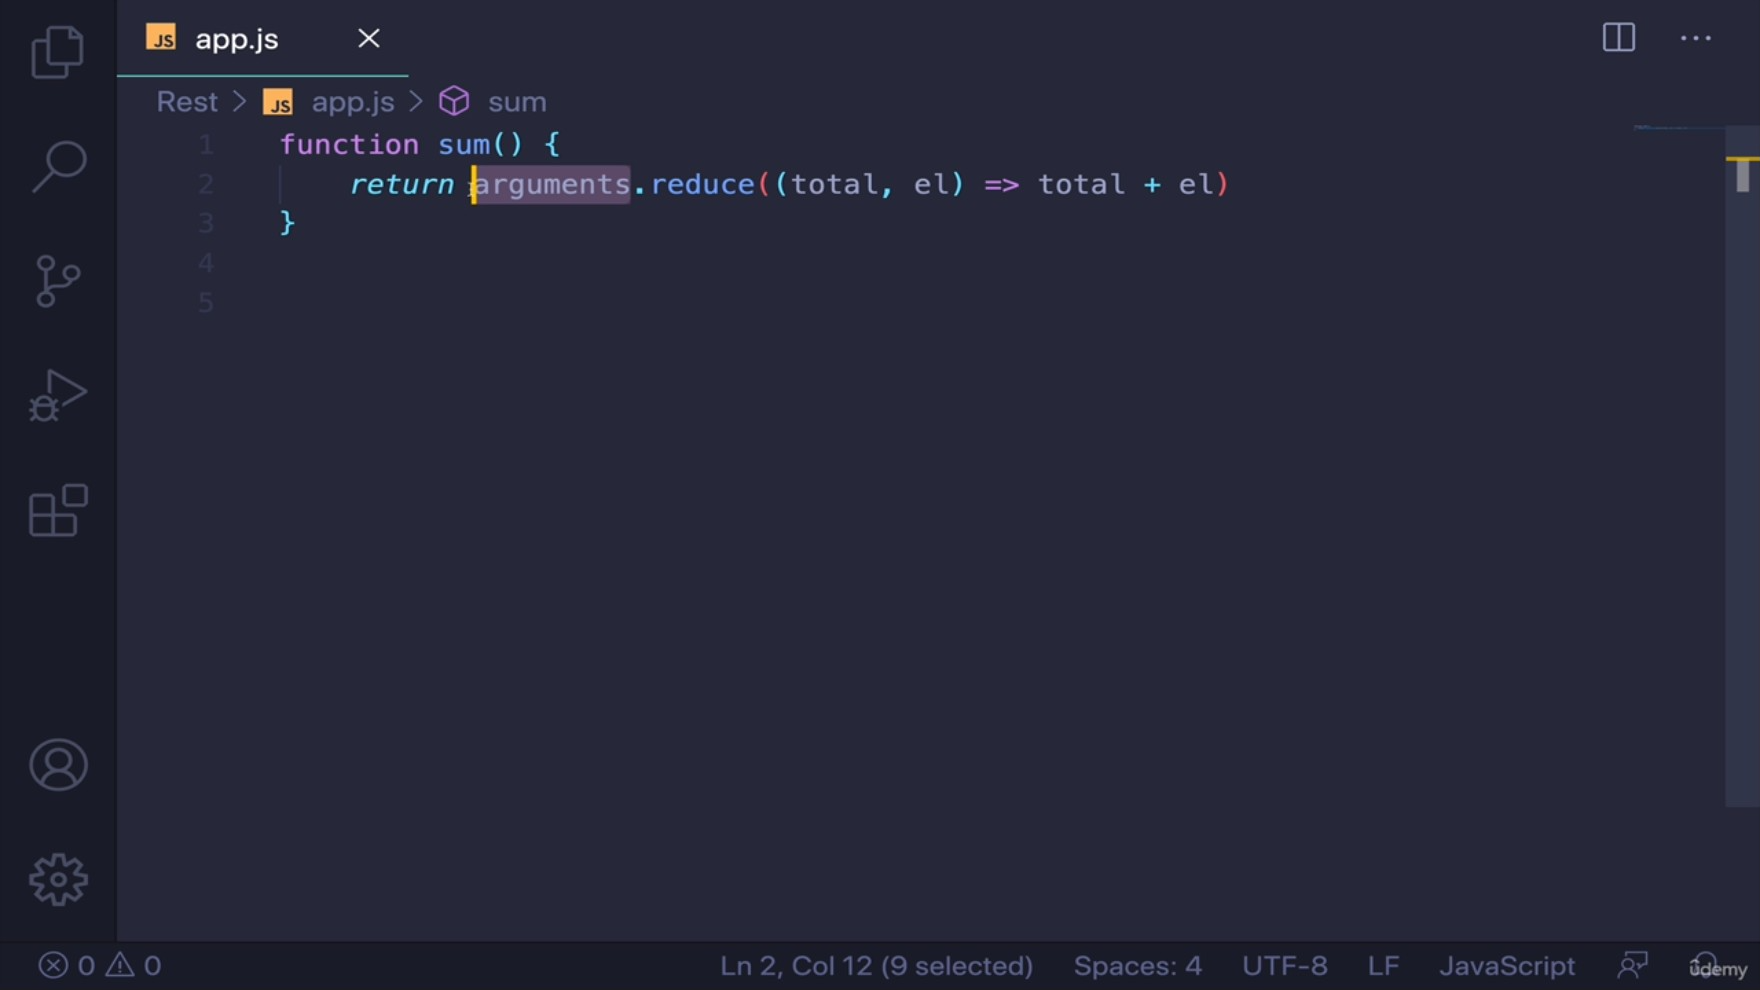 JS app.js
Rest > JS app.js > sum
1 function sum() {
2 return arguments.reduce((total, el) => total + el)
3 }
4
5
0 0 Ln 2, Col 12 (9 selected) Spaces: 4 UTF-8 LF JavaScript ûdemy